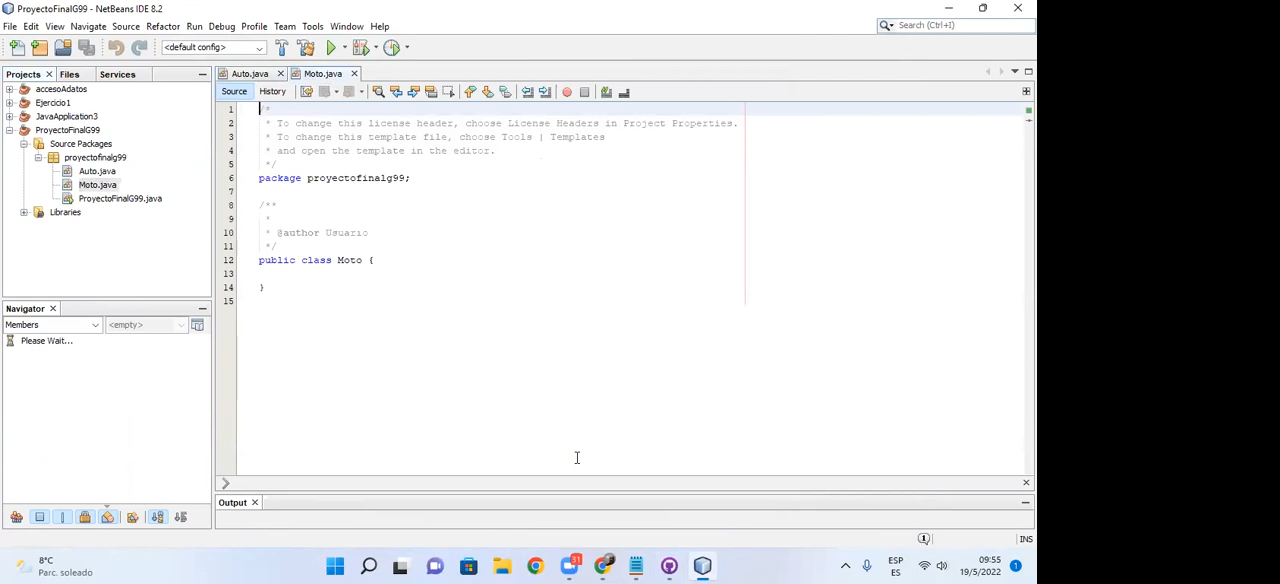 ProyectoFinalG99 - NetBeans IDE 8.2
File Edit View Navigate Source Refactor Run Debug Profile Team Tools Window Help
Search (Ctrl+I)
<default config>
Projects Files Services
Auto.java Moto.java
Source History
accesoAdatos
Ejercicio1
JavaApplication3
ProyectoFinalG99
Source Packages
proyectofinalg99
Auto.java
Moto.java
ProyectoFinalG99.java
Libraries
1 /*
2 * To change this license header, choose License Headers in Project Properties.
3 * To change this template file, choose Tools | Templates
4 * and open the template in the editor.
5 */
6 package proyectofinalg99;
7
8 /**
9 *
10 * @author Usuario
11 */
12 public class Moto {
13
14 }
15
Navigator
Members <empty>
Please Wait...
Output
1 INS
8°C
Parc. soleado
31
ESP
ES
09:55
19/5/2022
1